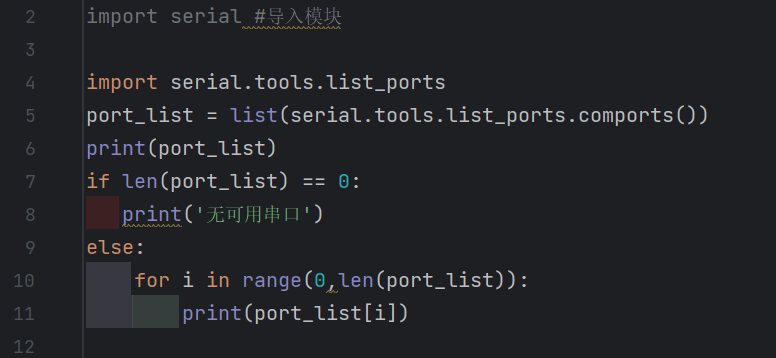 2 import serial #导入模块
3
4 import serial.tools.list_ports
5 port_list = list(serial.tools.list_ports.comports())
6 print(port_list)
7 if len(port_list) == 0:
8    print('无可用串口')
9 else:
10     for i in range(0,len(port_list)):
11         print(port_list[i])
12